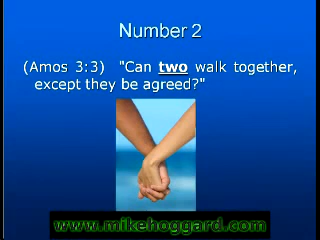 Number 2
(Amos 3:3) "Can two walk together,
except they be agreed?"
www.mikehoggard.com